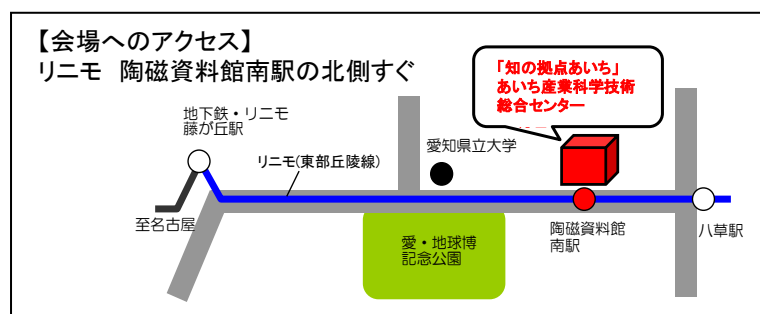 【会場へのアクセス】
リニモ 陶磁資料館南駅の北側すぐ
「知の拠点あいち」
あいち産業科学技術
総合センター
地下鉄・リニモ
藤が丘駅
愛知県立大学
リニモ(東部丘陵線)
至名古屋
愛・地球博
記念公園
陶磁資料館
南駅
八草駅